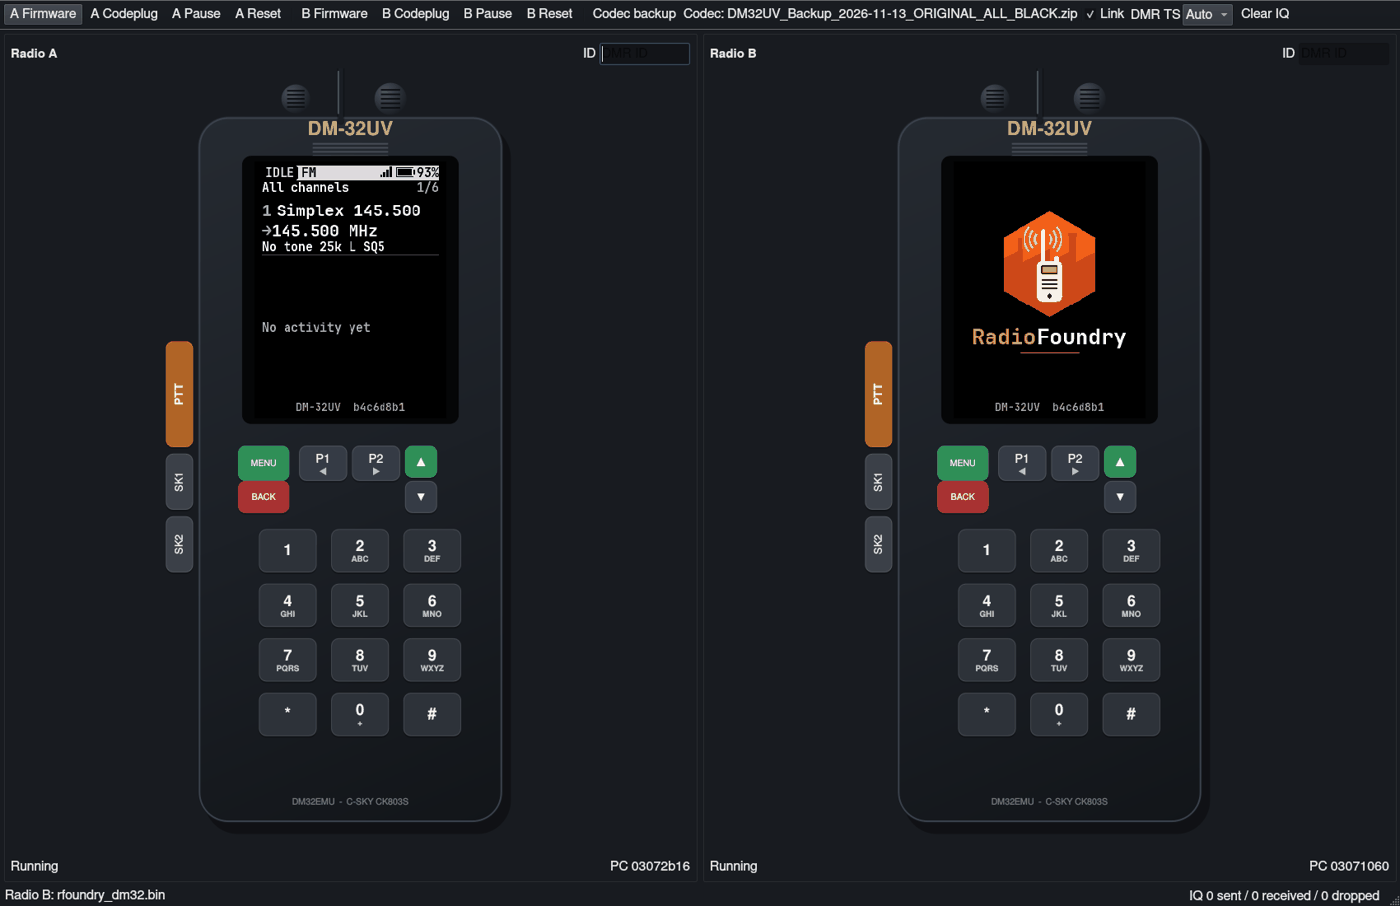 A Firmware A Codeplug A Pause A Reset B Firmware B Codeplug B Pause B Reset Codec backup Codec: DM32UV_Backup_2026-11-13_ORIGINAL_ALL_BLACK.zip ✓ Link DMR TS Auto Clear IQ
Radio A
ID DMR ID
DM-32UV
IDLE FM 93%
All channels 1/6
1 Simplex 145.500
→145.500 MHz
No tone 25k L SQ5
No activity yet
DM-32UV b4c6d8b1
PTT
SK1
SK2
MENU
P1
P2
▲
BACK
▼
1
2 ABC
3 DEF
4 GHI
5 JKL
6 MNO
7 PQRS
8 TUV
9 WXYZ
*
0 +
#
DM32EMU - C-SKY CK803S
Running
PC 03072b16
Radio B
ID DMR ID
DM-32UV
RadioFoundry
DM-32UV b4c6d8b1
PTT
SK1
SK2
MENU
P1
P2
▲
BACK
▼
1
2 ABC
3 DEF
4 GHI
5 JKL
6 MNO
7 PQRS
8 TUV
9 WXYZ
*
0 +
#
DM32EMU - C-SKY CK803S
Running
PC 03071060
Radio B: rfoundry_dm32.bin
IQ 0 sent / 0 received / 0 dropped